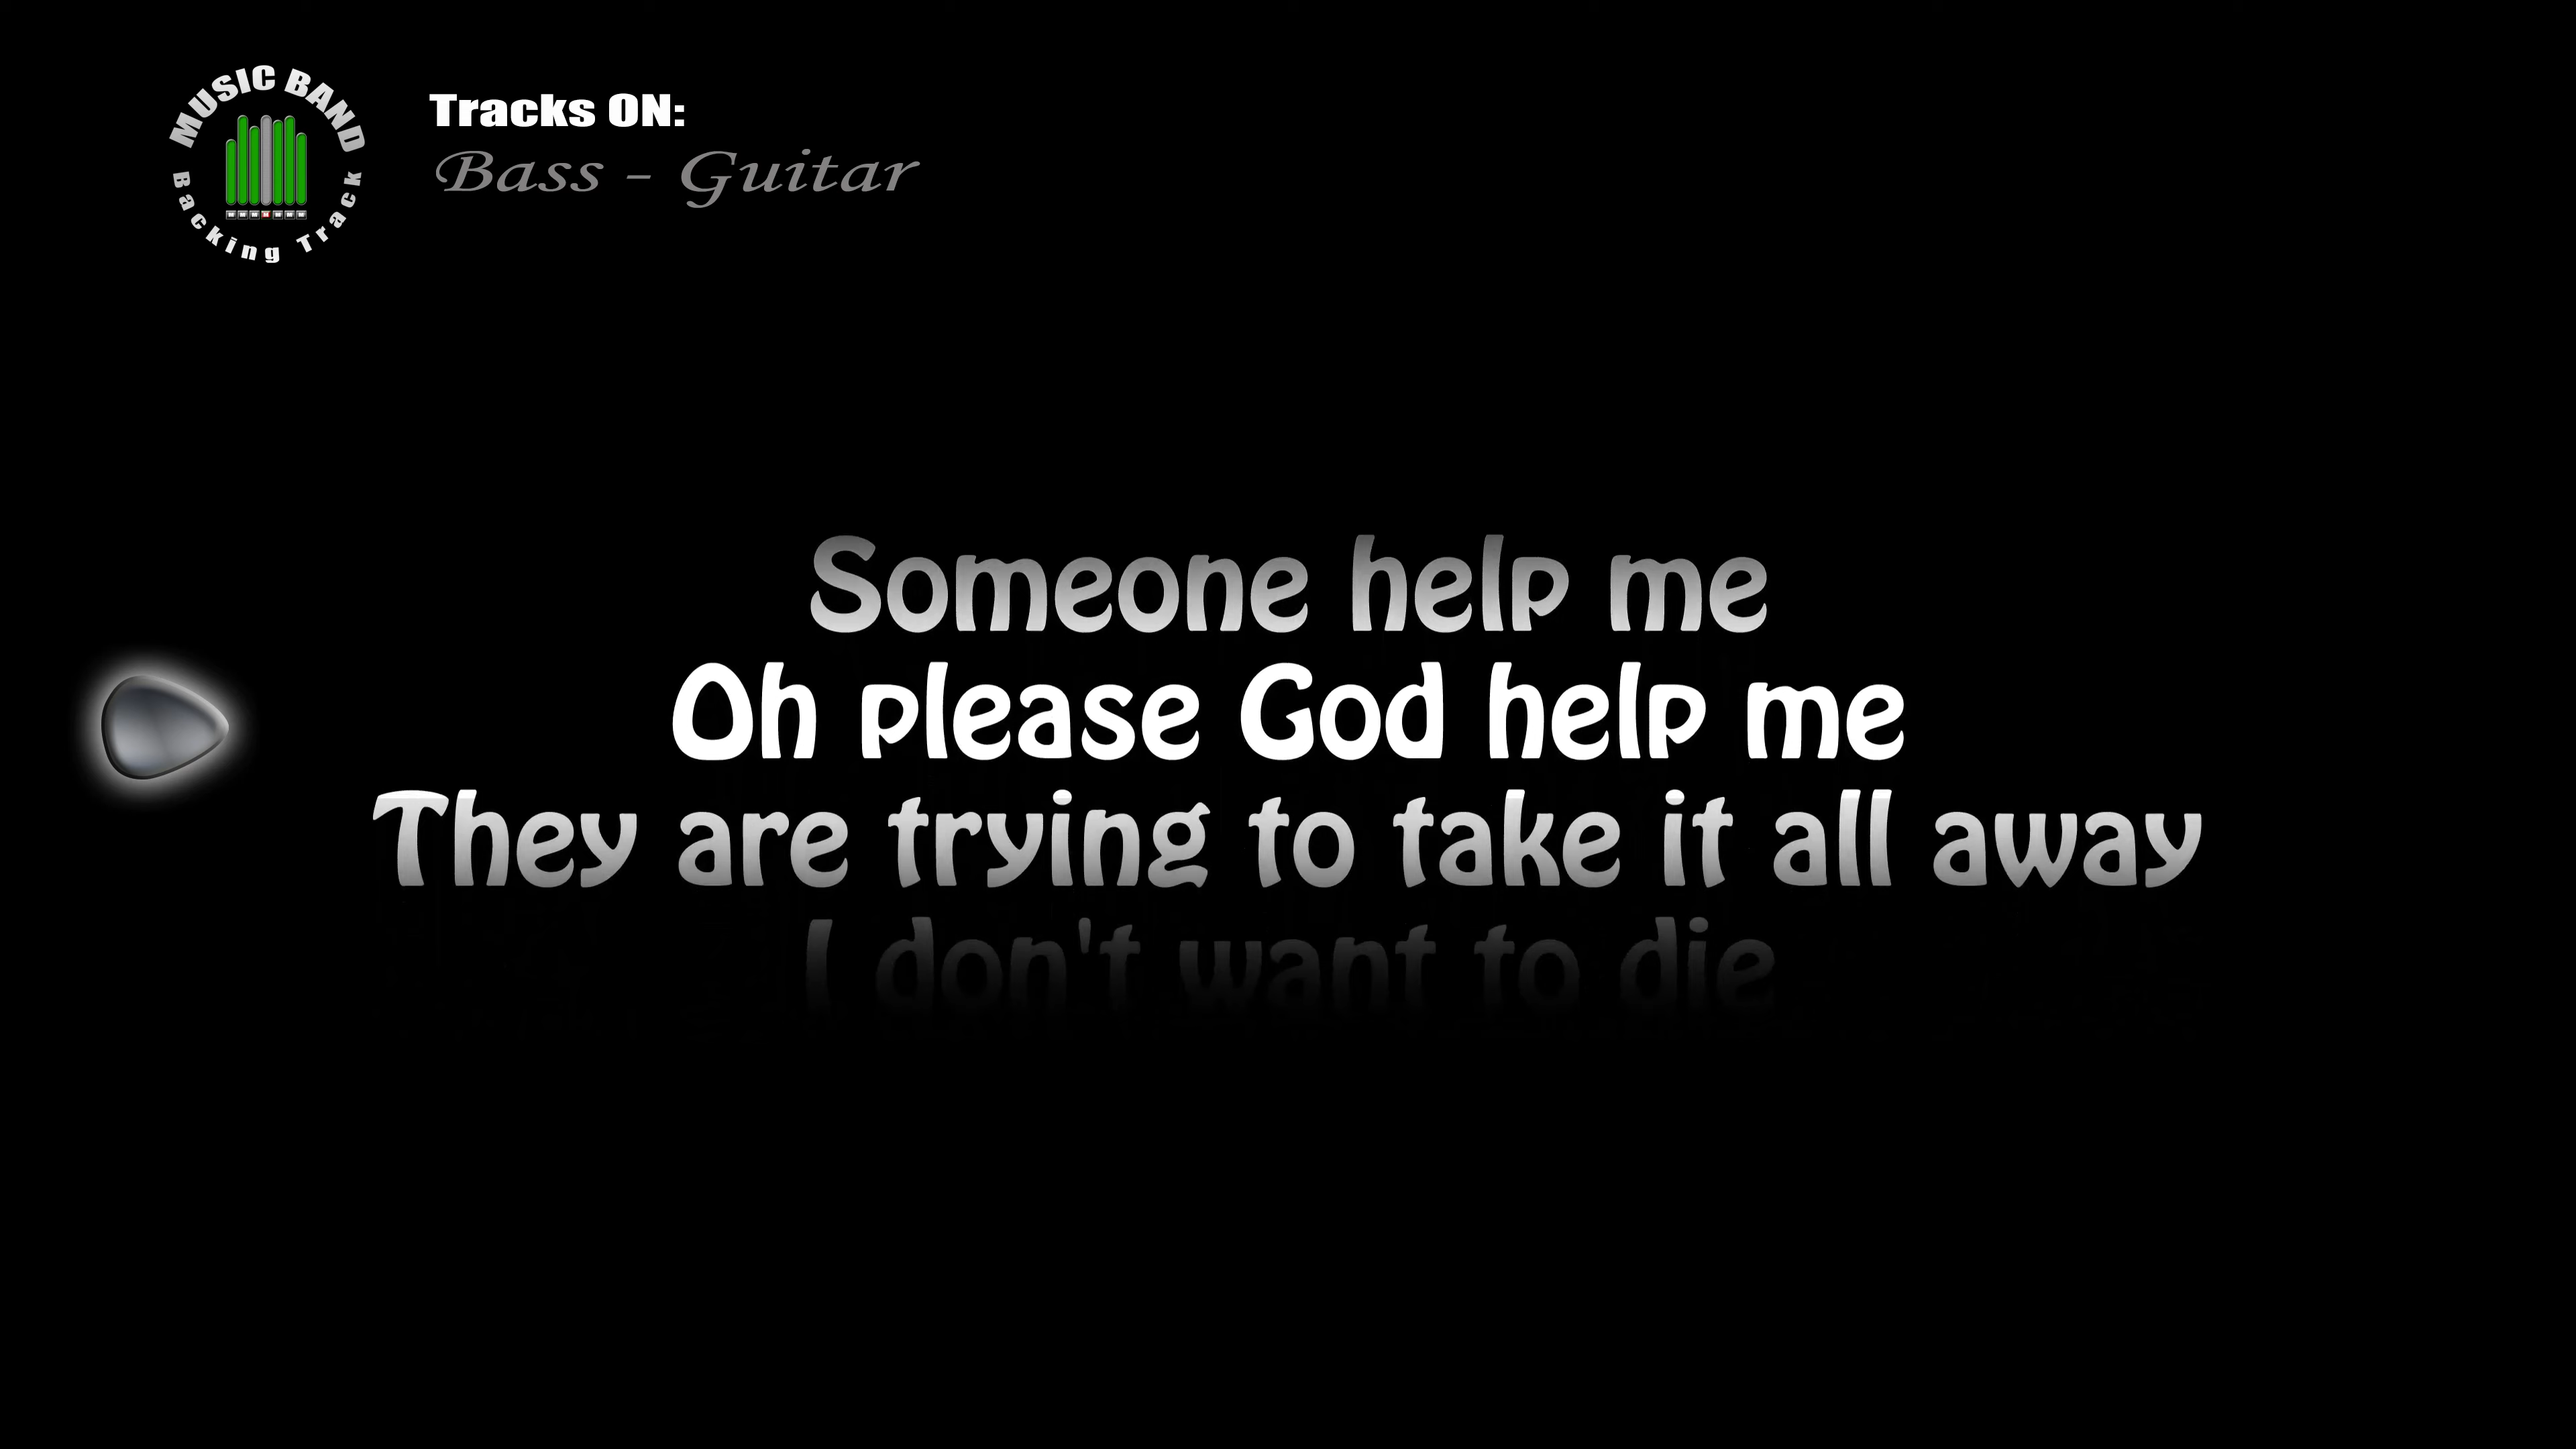 MUSIC BAND
Backing Track
Tracks ON:
Bass - Guitar
Someone help me
Oh please God help me
They are trying to take it all away
I don't want to die